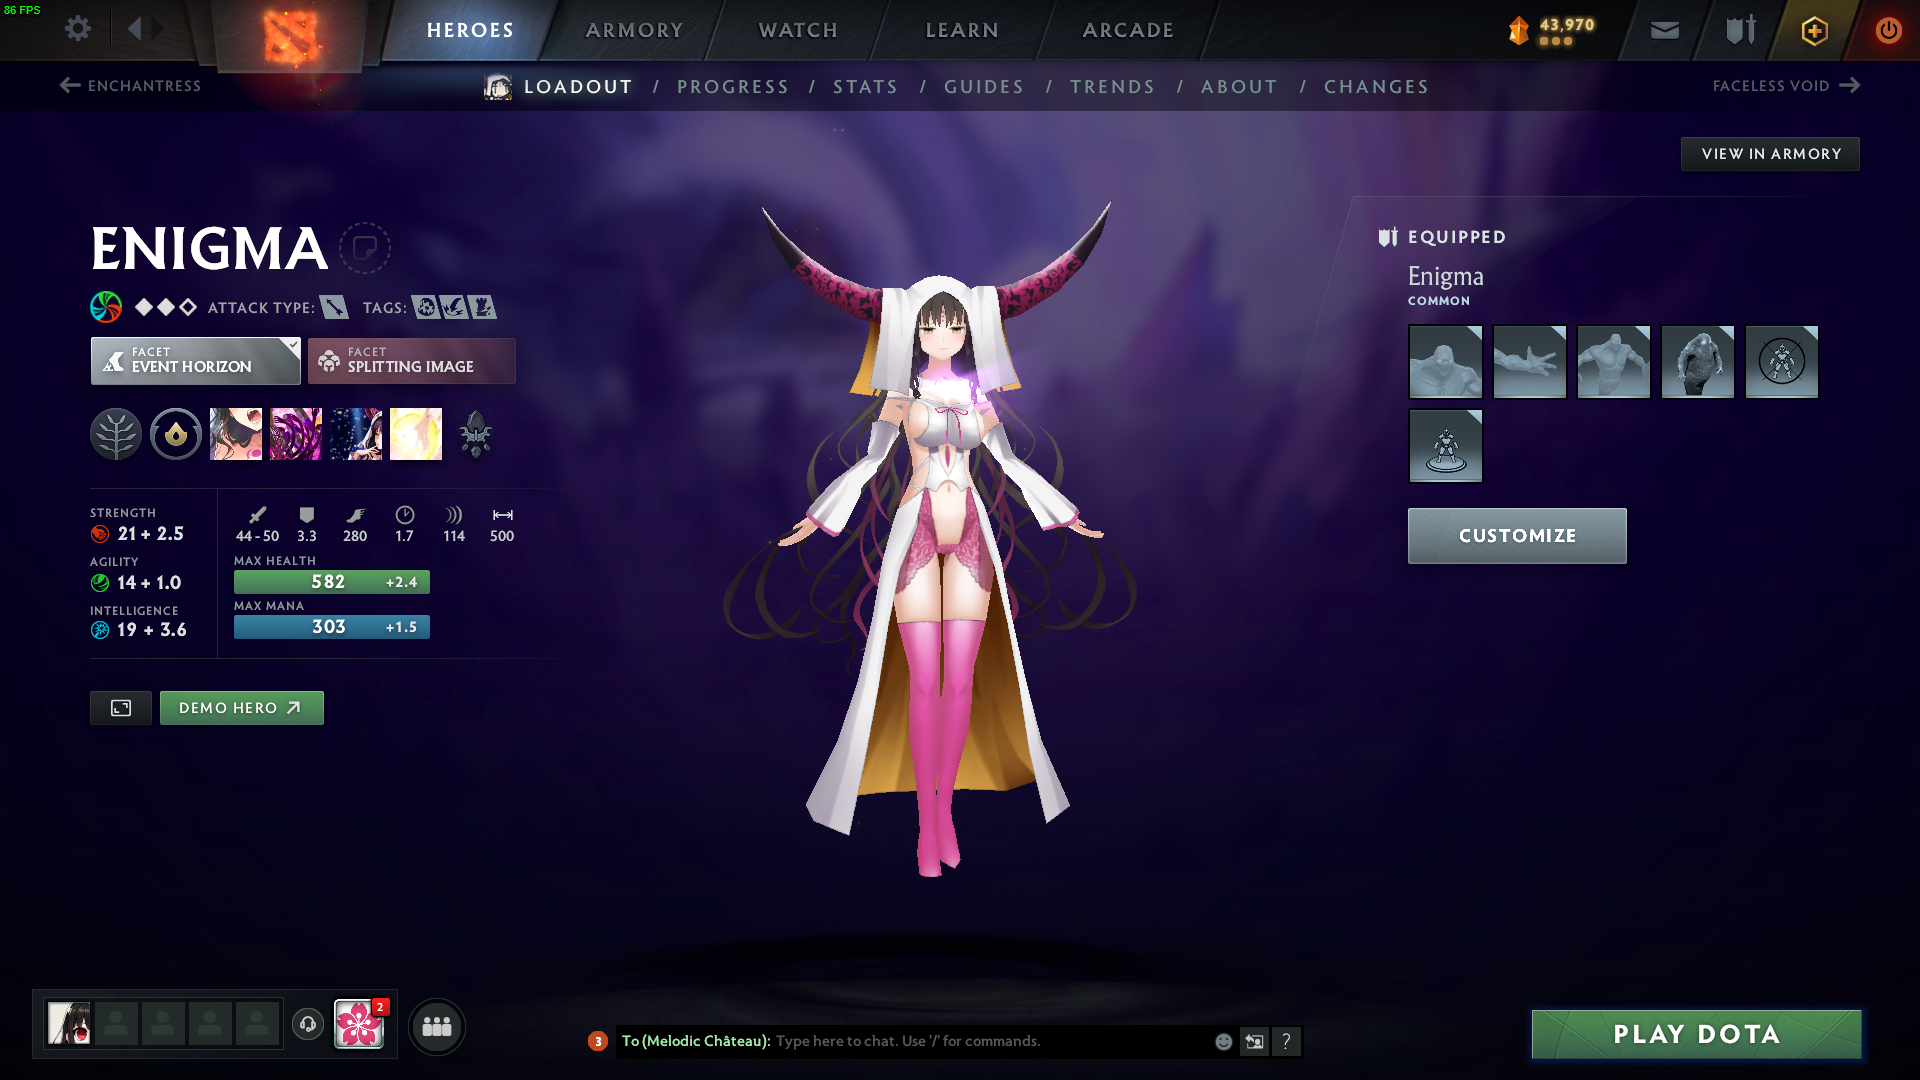 86 FPS
HEROES
ARMORY
WATCH
LEARN
ARCADE
43,970
ENCHANTRESS
LOADOUT / PROGRESS / STATS / GUIDES / TRENDS / ABOUT / CHANGES
FACELESS VOID
VIEW IN ARMORY
ENIGMA
ATTACK TYPE:
TAGS:
FACET
EVENT HORIZON
FACET
SPLITTING IMAGE
STRENGTH
21 + 2.5
AGILITY
14 + 1.0
INTELLIGENCE
19 + 3.6
44 - 50
3.3
280
1.7
114
500
MAX HEALTH
582
+2.4
MAX MANA
303
+1.5
DEMO HERO
EQUIPPED
Enigma
COMMON
CUSTOMIZE
2
3
To (Melodic Château): Type here to chat. Use '/' for commands.
?
PLAY DOTA